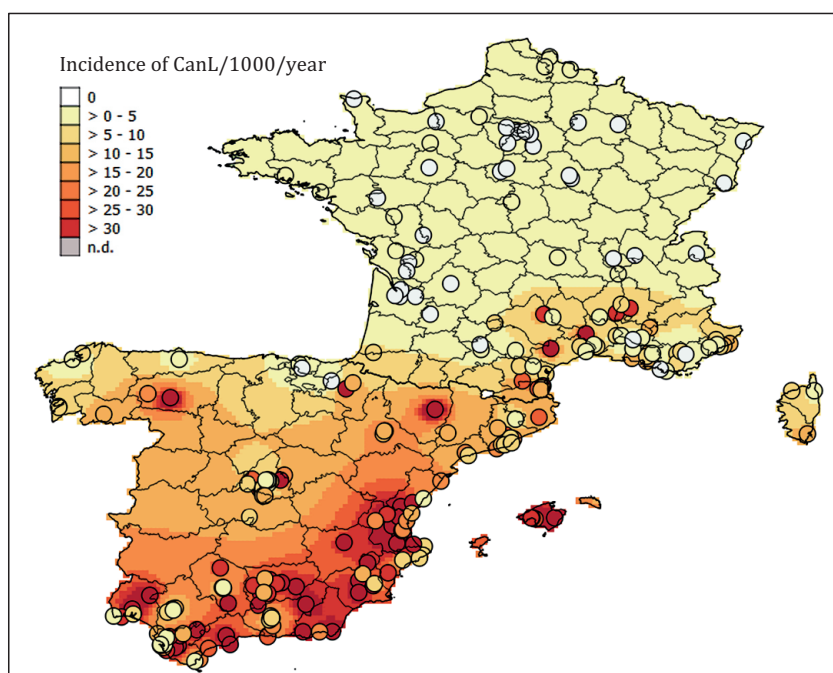 Incidence of CanL/1000/year
0
> 0 - 5
> 5 - 10
> 10 - 15
> 15 - 20
> 20 - 25
> 25 - 30
> 30
n.d.